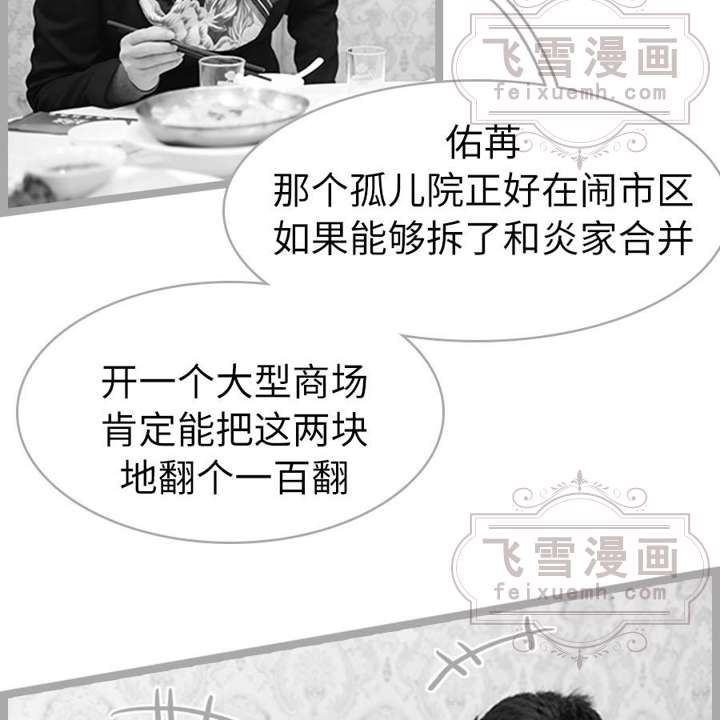 飞雪漫画
feixuemh.com
佑苒
那个孤儿院正好在闹市区
如果能够拆了和炎家合并
开一个大型商场
肯定能把这两块
地翻个一百翻
飞雪漫画
feixuemh.com